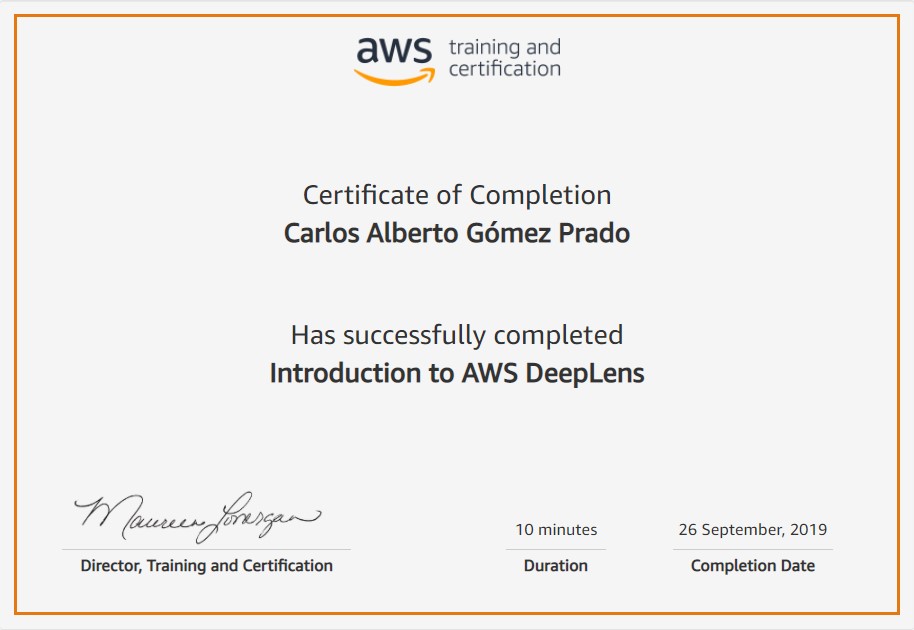 aws training and
certification
Certificate of Completion
Carlos Alberto Gómez Prado
Has successfully completed
Introduction to AWS DeepLens
Maureen Lonergan
10 minutes
26 September, 2019
Director, Training and Certification
Duration
Completion Date